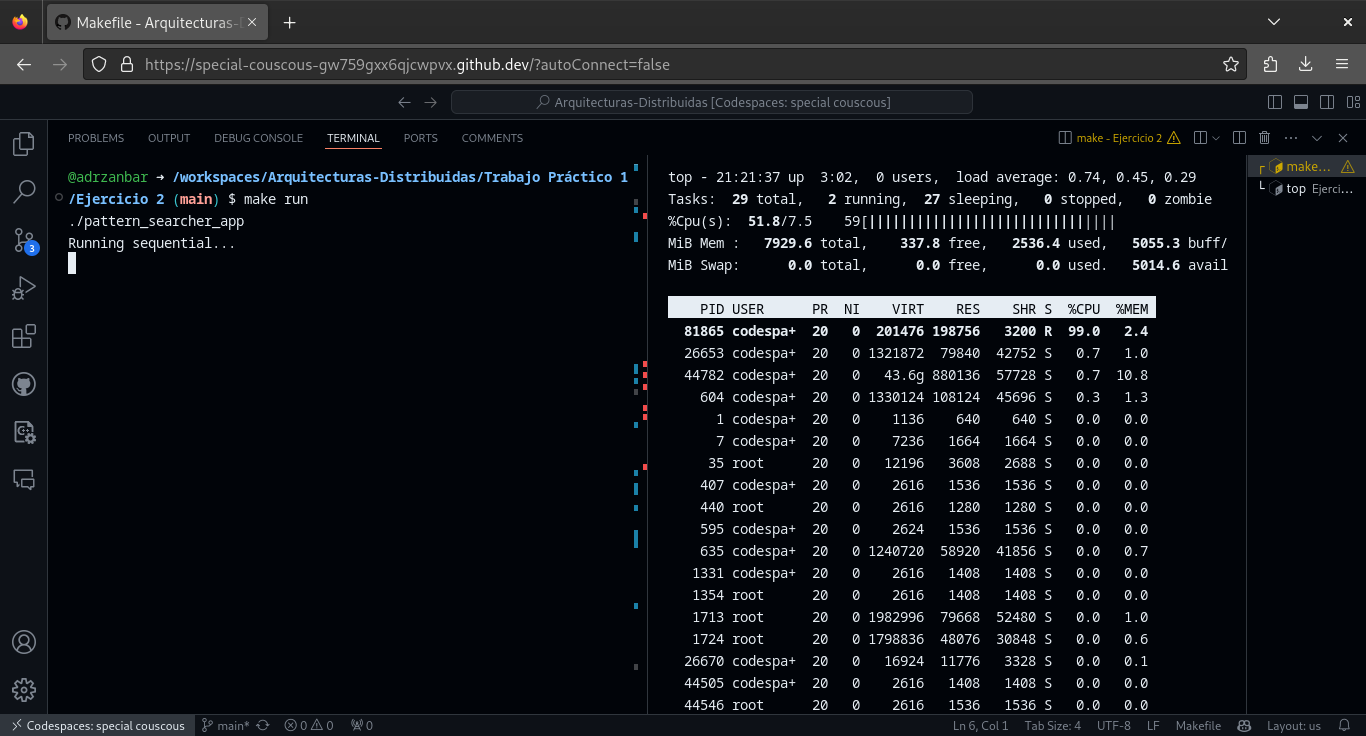 Makefile - Arquitecturas-
https://special-couscous-gw759gxx6qjcwpvx.github.dev/?autoConnect=false
Arquitecturas-Distribuidas [Codespaces: special couscous]
PROBLEMS OUTPUT DEBUG CONSOLE TERMINAL PORTS COMMENTS
make - Ejercicio 2
3
@adrzanbar ➜ /workspaces/Arquitecturas-Distribuidas/Trabajo Práctico 1
/Ejercicio 2 (main) $ make run
./pattern_searcher_app
Running sequential...
top - 21:21:37 up  3:02,  0 users,  load average: 0.74, 0.45, 0.29
Tasks:  29 total,   2 running,  27 sleeping,   0 stopped,   0 zombie
%Cpu(s):  51.8/7.5    59[||||||||||||||||||||||||||||||||
MiB Mem :   7929.6 total,    337.8 free,   2536.4 used,   5055.3 buff/
MiB Swap:      0.0 total,      0.0 free,      0.0 used.   5014.6 avail
PID USER PR NI VIRT RES SHR S %CPU %MEM
81865 codespa+ 20 0 201476 198756 3200 R 99.0 2.4
26653 codespa+ 20 0 1321872 79840 42752 S 0.7 1.0
44782 codespa+ 20 0 43.6g 880136 57728 S 0.7 10.8
604 codespa+ 20 0 1330124 108124 45696 S 0.3 1.3
1 codespa+ 20 0 1136 640 640 S 0.0 0.0
7 codespa+ 20 0 7236 1664 1664 S 0.0 0.0
35 root 20 0 12196 3608 2688 S 0.0 0.0
407 codespa+ 20 0 2616 1536 1536 S 0.0 0.0
440 root 20 0 2616 1280 1280 S 0.0 0.0
595 codespa+ 20 0 2624 1536 1536 S 0.0 0.0
635 codespa+ 20 0 1240720 58920 41856 S 0.0 0.7
1331 codespa+ 20 0 2616 1408 1408 S 0.0 0.0
1354 root 20 0 2616 1408 1408 S 0.0 0.0
1713 root 20 0 1982996 79668 52480 S 0.0 1.0
1724 root 20 0 1798836 48076 30848 S 0.0 0.6
26670 codespa+ 20 0 16924 11776 3328 S 0.0 0.1
44505 codespa+ 20 0 2616 1408 1408 S 0.0 0.0
44546 root 20 0 2616 1536 1536 S 0.0 0.0
make...
top Ejerci...
Codespaces: special couscous main* 0 0 0
Ln 6, Col 1 Tab Size: 4 UTF-8 LF Makefile Layout: us